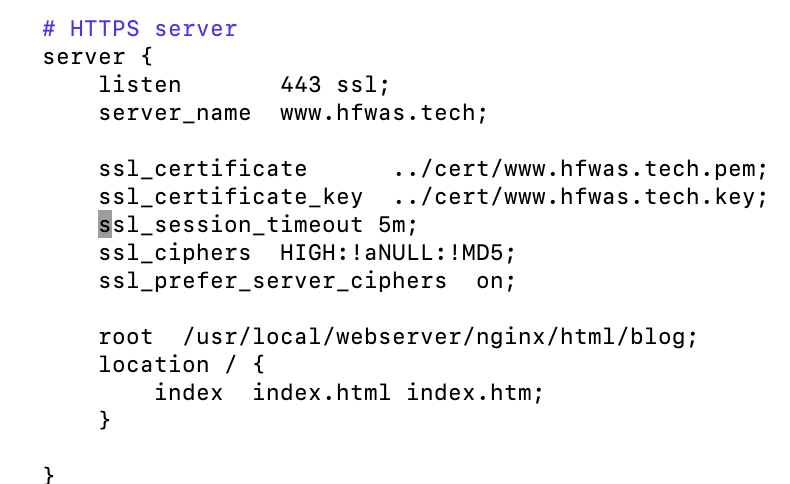 # HTTPS server
server {
    listen       443 ssl;
    server_name  www.hfwas.tech;

    ssl_certificate      ../cert/www.hfwas.tech.pem;
    ssl_certificate_key  ../cert/www.hfwas.tech.key;
    ssl_session_timeout 5m;
    ssl_ciphers  HIGH:!aNULL:!MD5;
    ssl_prefer_server_ciphers  on;

    root  /usr/local/webserver/nginx/html/blog;
    location / {
        index  index.html index.htm;
    }

}